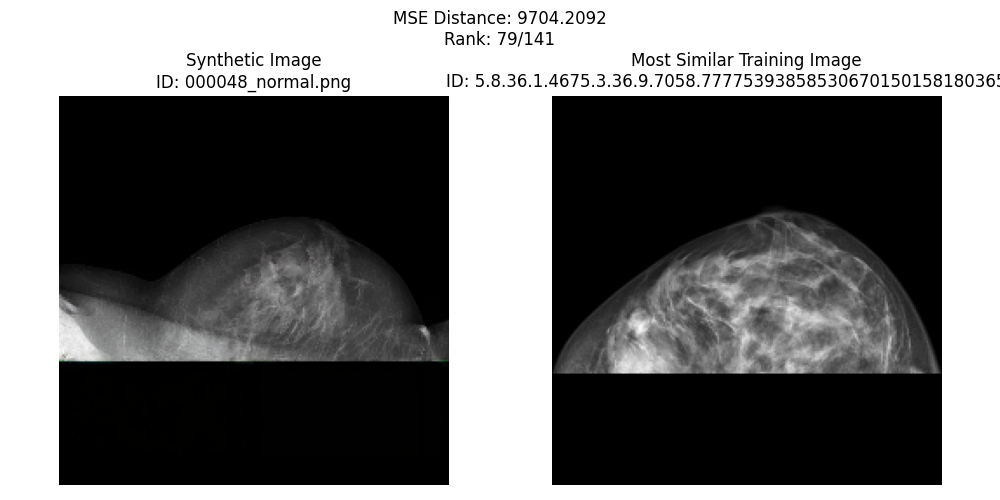 MSE Distance: 9704.2092
Rank: 79/141
Synthetic Image
ID: 000048_normal.png
Most Similar Training Image
ID: 5.8.36.1.4675.3.36.9.7058.77775393858530670150158180365